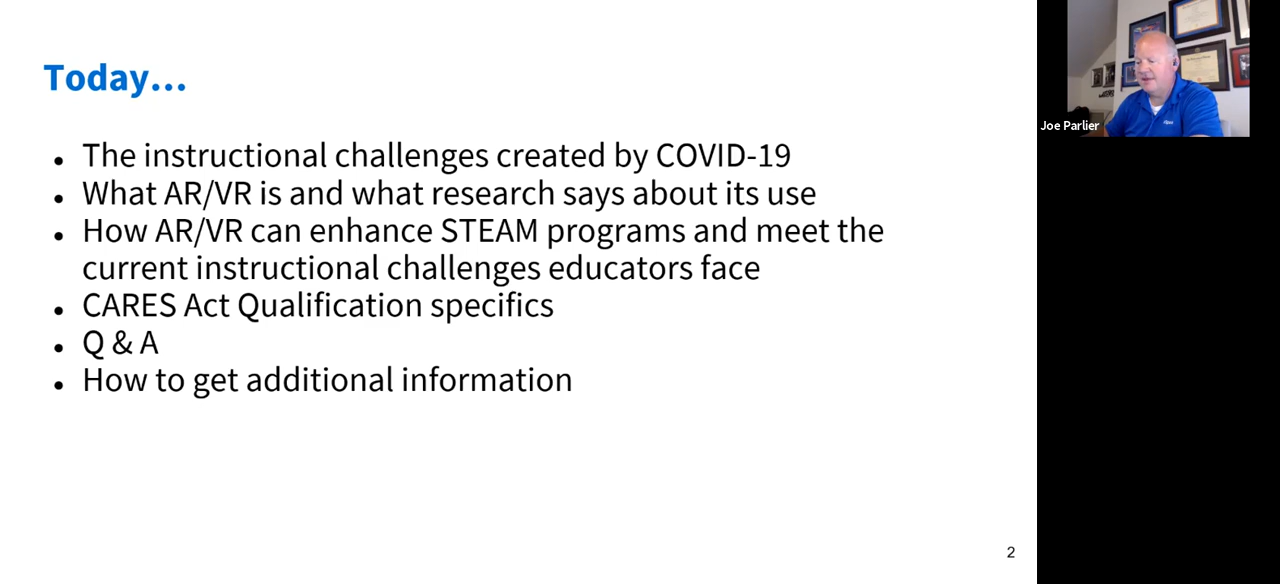 Today...
• The instructional challenges created by COVID-19
• What AR/VR is and what research says about its use
• How AR/VR can enhance STEAM programs and meet the
current instructional challenges educators face
• CARES Act Qualification specifics
• Q & A
• How to get additional information
2
Joe Parlier